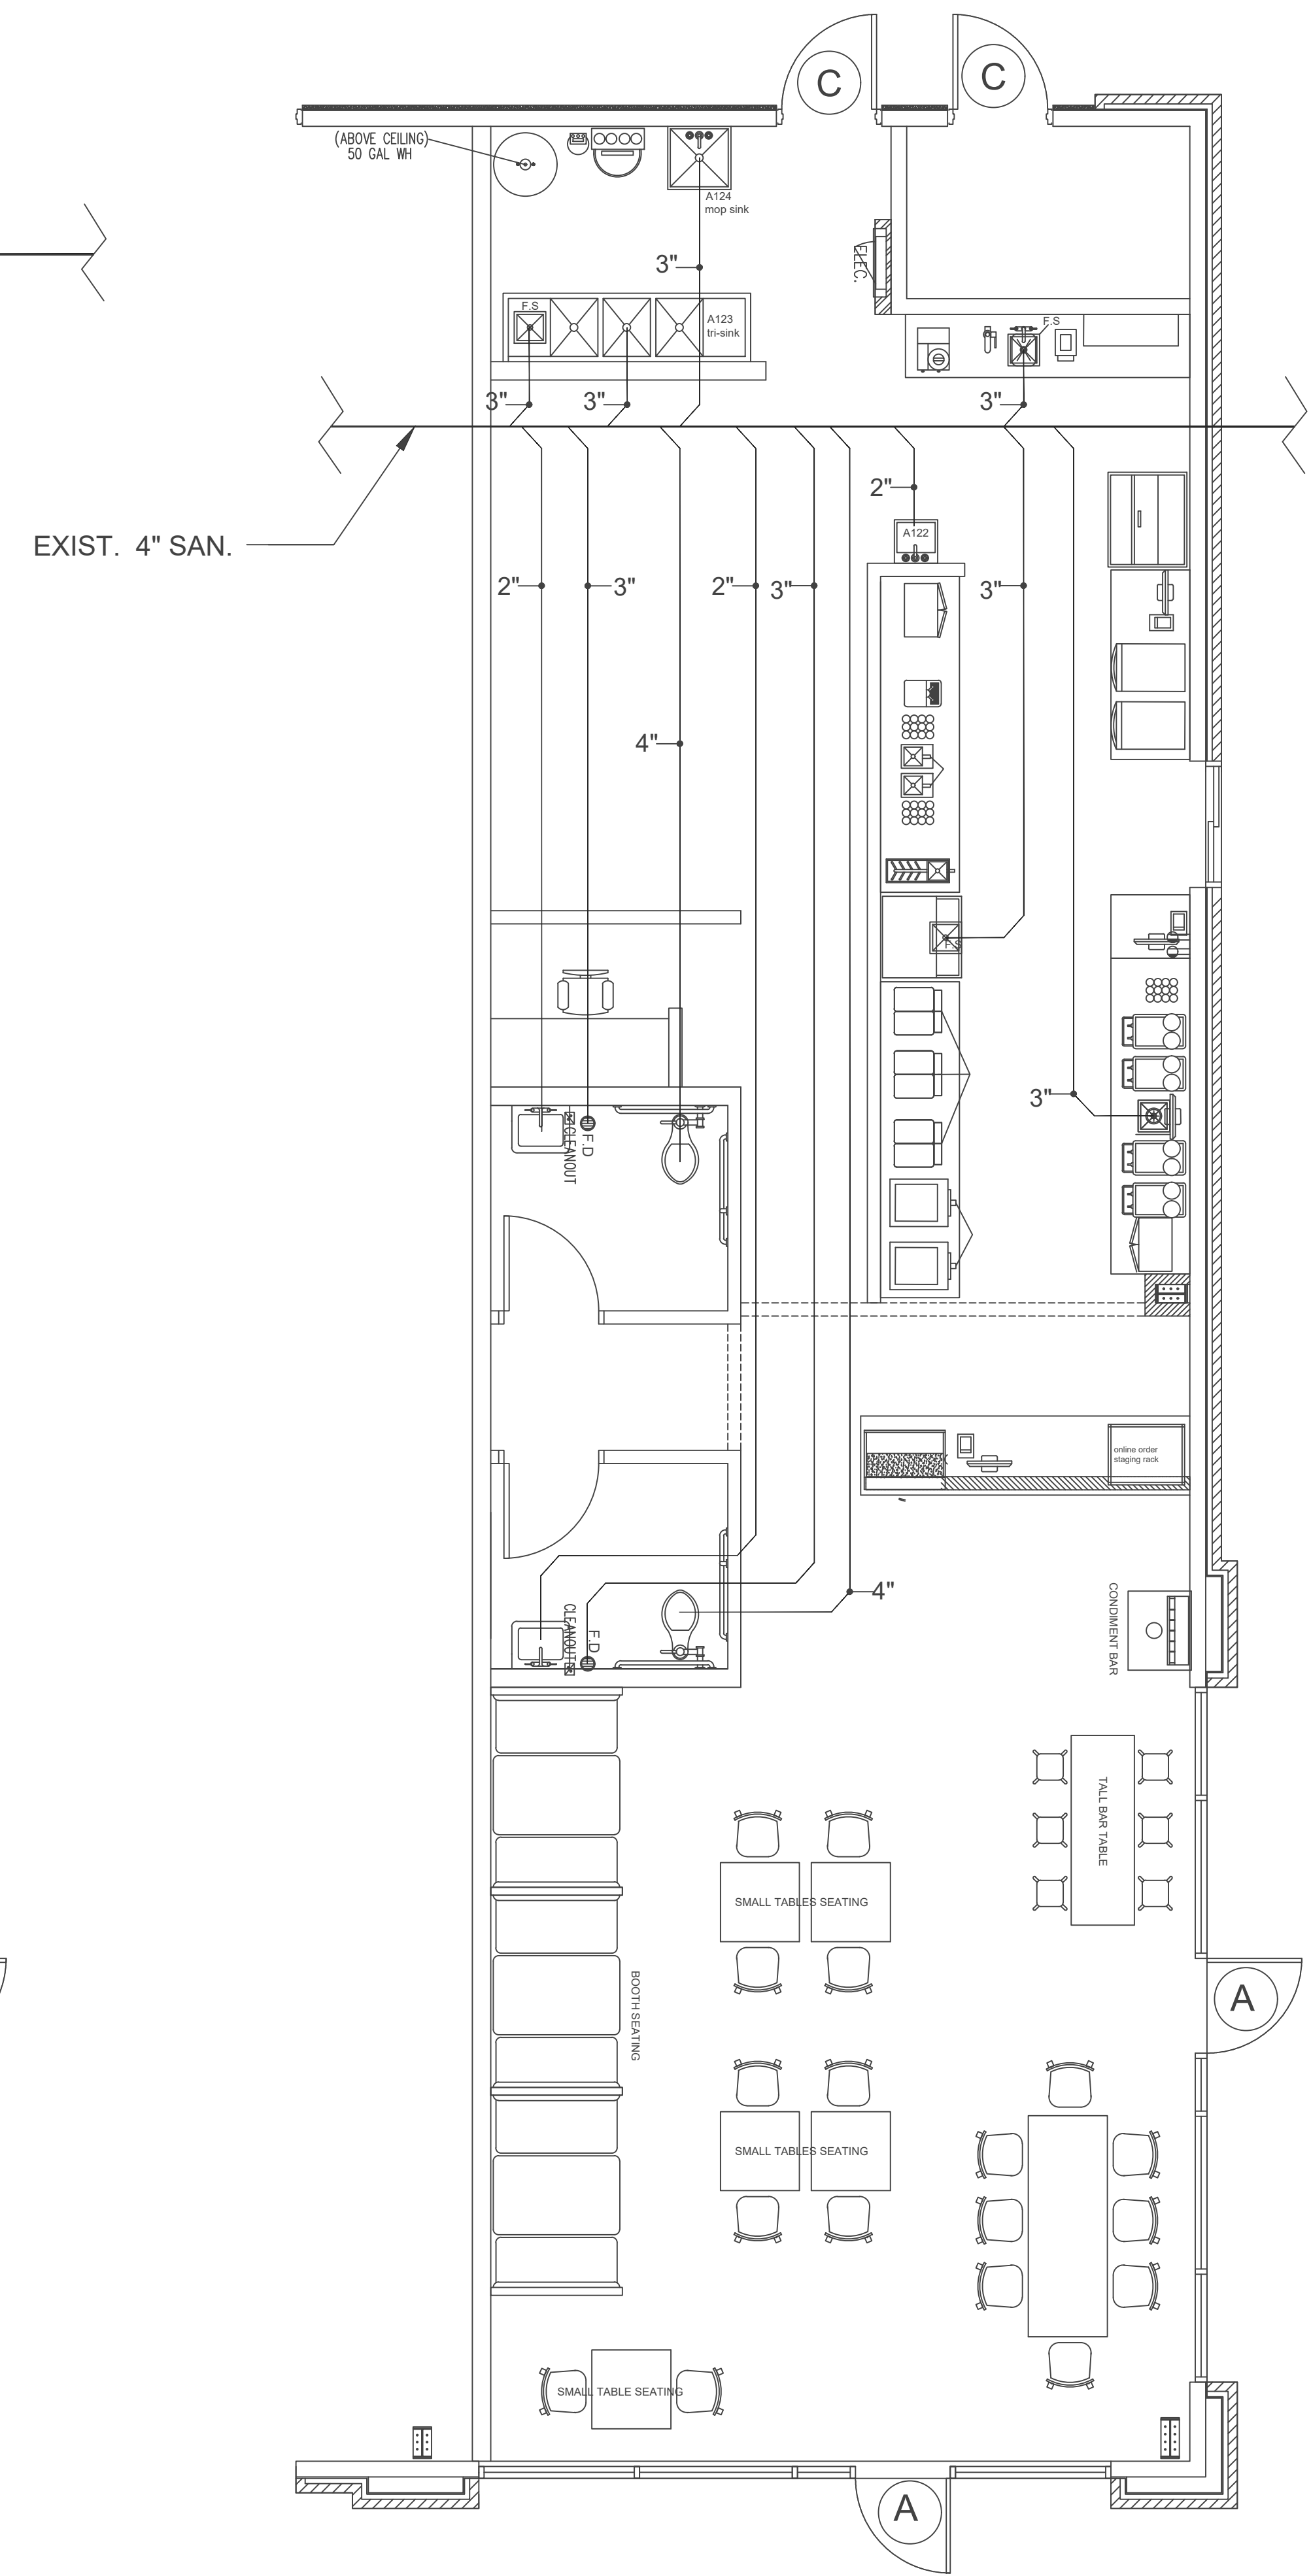 C
C
(ABOVE CEILING)
50 GAL WH
A124
mop sink
3"
ELEC.
F.S
A123
tri-sink
F.S
3"
3"
3"
EXIST. 4" SAN.
2"
A122
2"
3"
2"
3"
3"
4"
F.S
3"
CLEANOUT
F.D
online order
staging rack
4"
CLEANOUT
F.D
CONDIMENT BAR
TALL BAR TABLE
SMALL TABLES SEATING
BOOTH SEATING
A
SMALL TABLES SEATING
SMALL TABLE SEATING
A